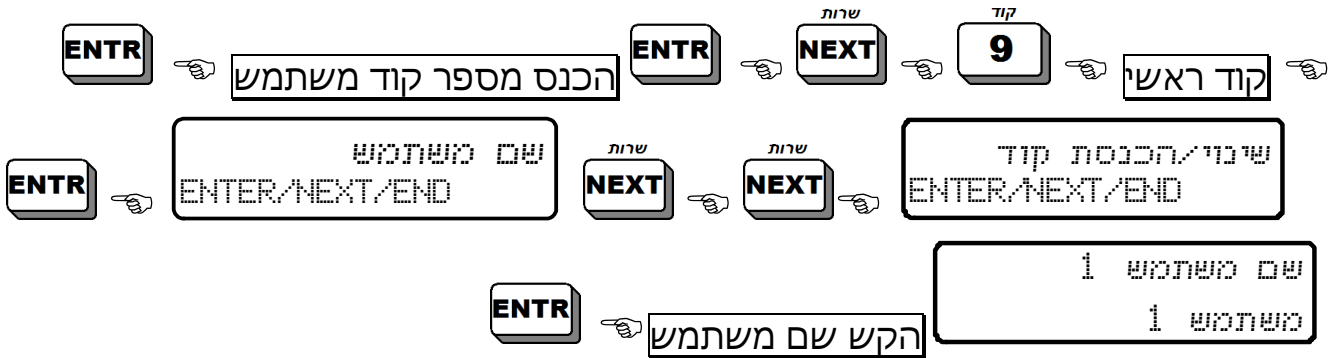 קוד שרות
קוד ראשי 9 NEXT ENTR הכנס מספר קוד משתמש ENTR
שינוי/הכנסת קוד
ENTER/NEXT/END
שרות שרות
NEXT NEXT
שם משתמש
ENTER/NEXT/END
ENTR
שם משתמש 1
משתמש 1
הקש שם משתמש ENTR